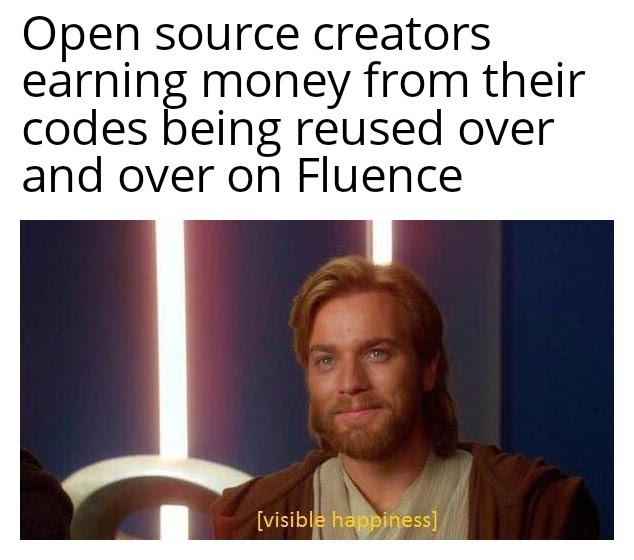 Open source creators
earning money from their
codes being reused over
and over on Fluence
[visible happiness]